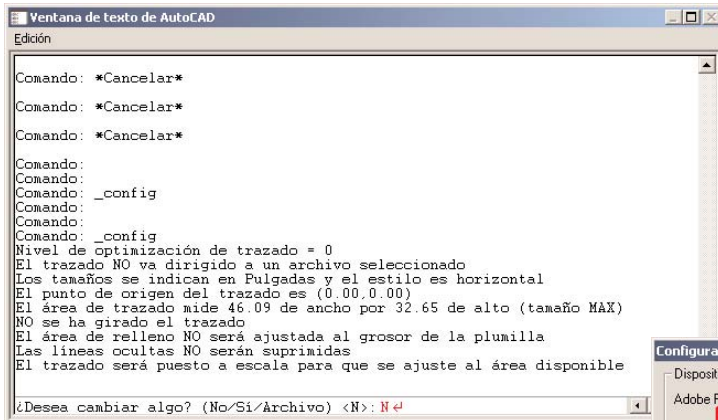 Ventana de texto de AutoCAD
Edición
Comando: *Cancelar*
Comando: *Cancelar*
Comando: *Cancelar*
Comando:
Comando:
Comando: _config
Comando:
Comando:
Comando: _config
Nivel de optimización de trazado = 0
El trazado NO va dirigido a un archivo seleccionado
Los tamaños se indican en Pulgadas y el estilo es horizontal
El punto de origen del trazado es (0.00,0.00)
El área de trazado mide 46.09 de ancho por 32.65 de alto (tamaño MAX)
NO se ha girado el trazado
El área de relleno NO será ajustada al grosor de la plumilla
Las líneas ocultas NO serán suprimidas
El trazado será puesto a escala para que se ajuste al área disponible
¿Desea cambiar algo? (No/Sí/Archivo) <N>: N↵
Configura
Disposit
Adobe F